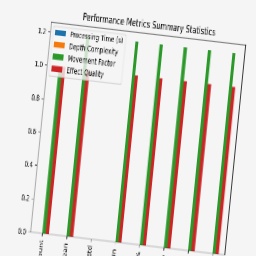 Performance Metrics Summary Statistics
Processing Time (s)
Depth Complexity
Movement Factor
Effect Quality
1.2
1.0
0.8
0.6
0.4
0.2
0.0